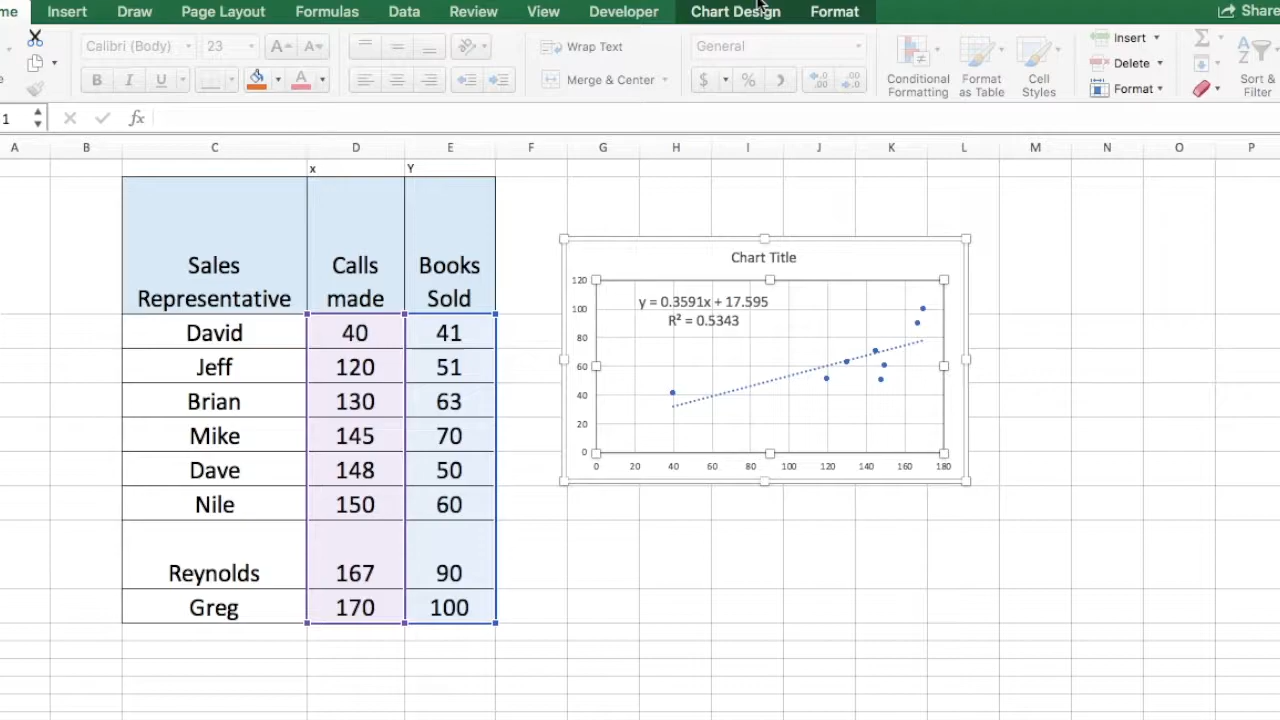 me Insert Draw Page Layout Formulas Data Review View Developer Chart Design Format Share
Calibri (Body) 23 A A Wrap Text General Insert
B I U A Merge & Center $ % Conditional Formatting Format as Table Cell Styles Delete Format Sort & Filter
1 fx
A B C D E F G H I J K L M N O P
x Y
Sales Representative Calls made Books Sold
David 40 41
Jeff 120 51
Brian 130 63
Mike 145 70
Dave 148 50
Nile 150 60
Reynolds 167 90
Greg 170 100
Chart Title
y = 0.3591x + 17.595
R² = 0.5343
120
100
80
60
40
20
0
0 20 40 60 80 100 120 140 160 180